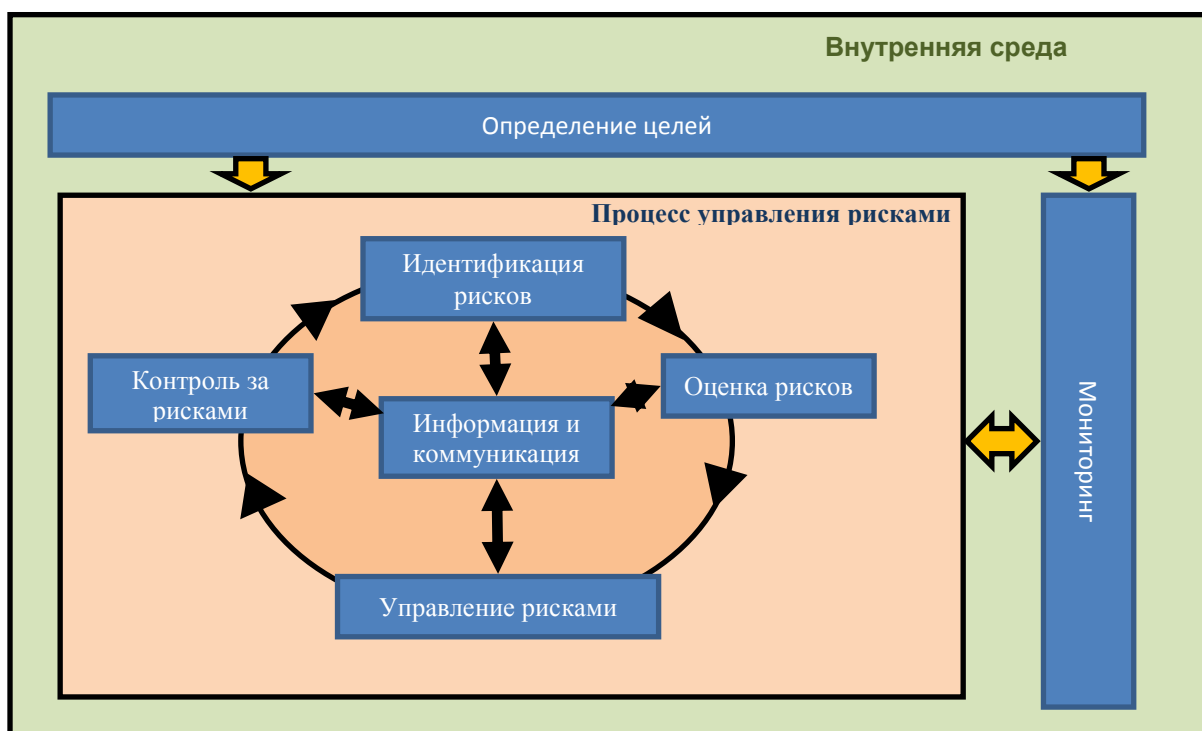 Внутренняя среда
Определение целей
Процесс управления рисками
Идентификация
рисков
Контроль за
рисками
Оценка рисков
Информация и
коммуникация
Управление рисками
Мониторинг